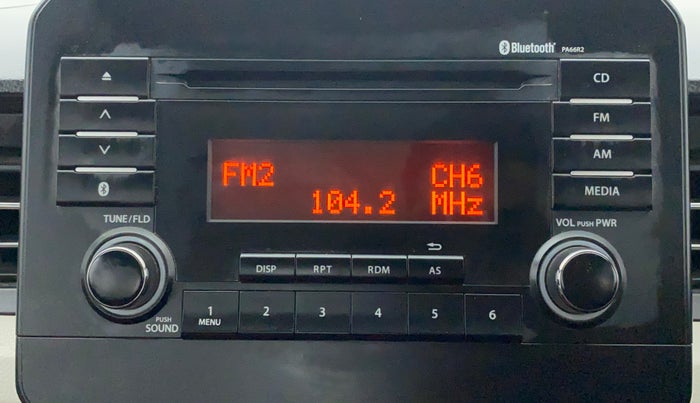 Bluetooth PA66R2
CD
FM
AM
MEDIA
FM2 CH6
104.2 MHz
TUNE/FLD
VOL PUSH PWR
DISP RPT RDM AS
PUSH
SOUND
1 2 3 4 5 6
MENU